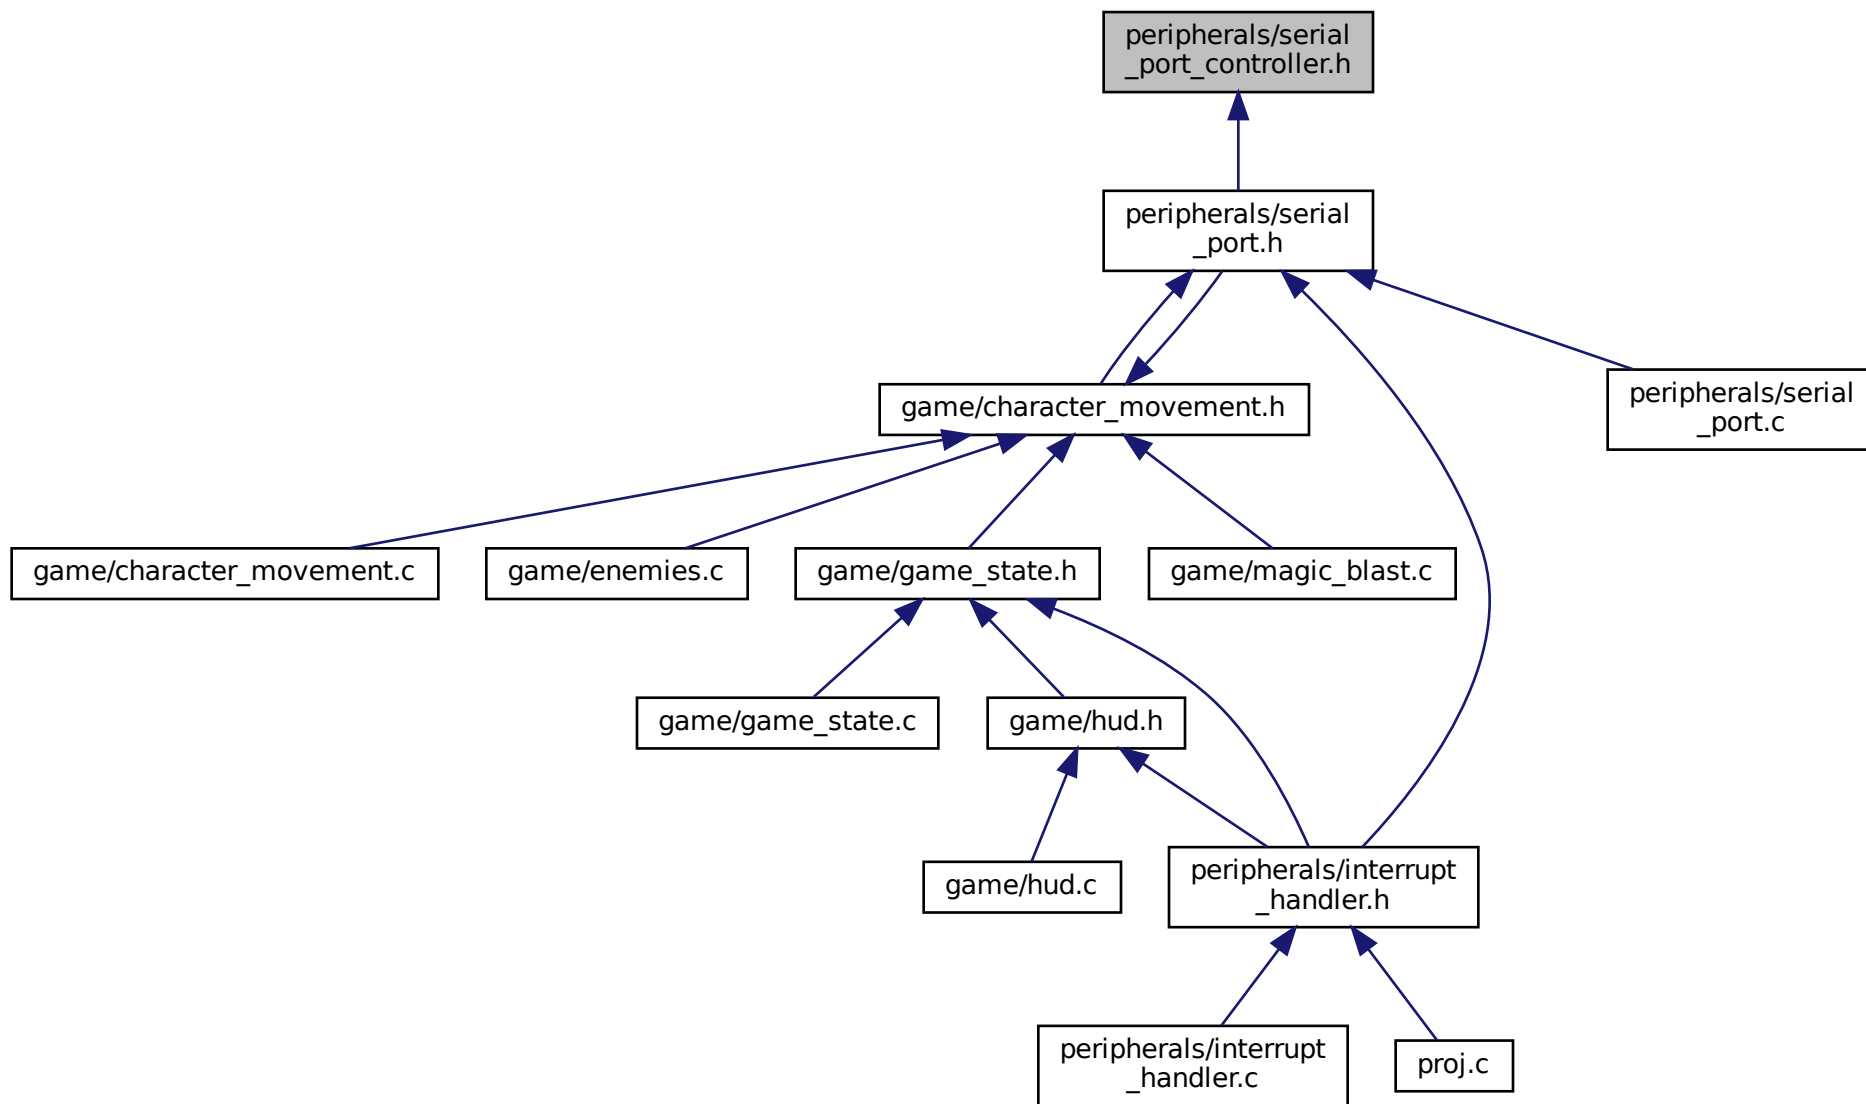 peripherals/serial
_port_controller.h
peripherals/serial
_port.h
game/character_movement.h
peripherals/serial
_port.c
game/character_movement.c
game/enemies.c
game/game_state.h
game/magic_blast.c
game/game_state.c
game/hud.h
game/hud.c
peripherals/interrupt
_handler.h
peripherals/interrupt
_handler.c
proj.c